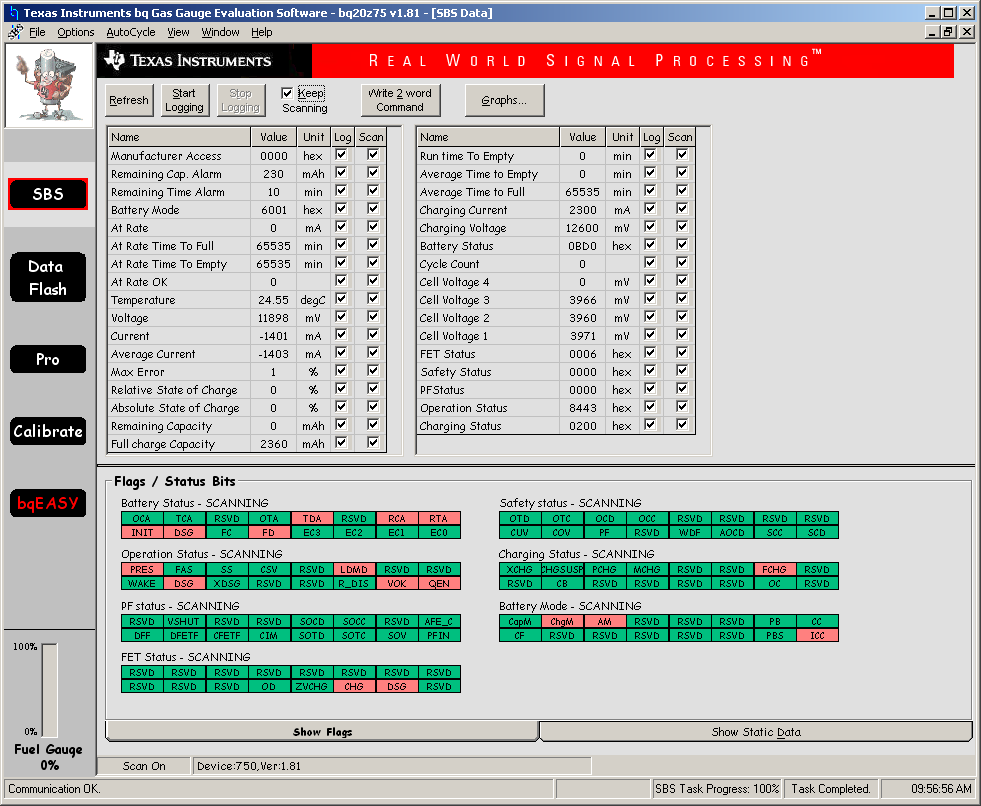 Texas Instruments bq Gas Gauge Evaluation Software - bq20z75 v1.81 - [SBS Data]
File Options AutoCycle View Window Help
TEXAS INSTRUMENTS REAL WORLD SIGNAL PROCESSING™
Refresh Start Logging Stop Logging Keep Scanning Write 2 word Command Graphs...
Name Value Unit Log Scan Name Value Unit Log Scan
Manufacturer Access 0000 hex Run time To Empty 0 min
Remaining Cap. Alarm 230 mAh Average Time to Empty 0 min
Remaining Time Alarm 10 min Average Time to Full 65535 min
Battery Mode 6001 hex Charging Current 2300 mA
At Rate 0 mA Charging Voltage 12600 mV
At Rate Time To Full 65535 min Battery Status 0BD0 hex
At Rate Time To Empty 65535 min Cycle Count 0
At Rate OK 0 Cell Voltage 4 0 mV
Temperature 24.55 degC Cell Voltage 3 3966 mV
Voltage 11898 mV Cell Voltage 2 3960 mV
Current -1401 mA Cell Voltage 1 3971 mV
Average Current -1403 mA FET Status 0006 hex
Max Error 1 % Safety Status 0000 hex
Relative State of Charge 0 % PFStatus 0000 hex
Absolute State of Charge 0 % Operation Status 8443 hex
Remaining Capacity 0 mAh Charging Status 0200 hex
Full charge Capacity 2360 mAh
SBS
Data
Flash
Pro
Calibrate
bqEASY
Flags / Status Bits
Battery Status - SCANNING Safety status - SCANNING
OCA TCA RSVD OTA TDA RSVD RCA RTA OTD OTC OCD OCC RSVD RSVD RSVD RSVD
INIT DSG FC FD EC3 EC2 EC1 EC0 CUV COV PF RSVD WDF AOCD SCC SCD
Operation Status - SCANNING Charging Status - SCANNING
PRES FAS SS CSV RSVD LDMD RSVD RSVD XCHG CHGSUSP PCHG MCHG RSVD RSVD FCHG RSVD
WAKE DSG XDSG RSVD RSVD R_DIS VOK QEN RSVD CB RSVD RSVD RSVD RSVD OC RSVD
PF status - SCANNING Battery Mode - SCANNING
RSVD VSHUT RSVD RSVD SOCD SOCC RSVD AFE_C CapM ChgM AM RSVD RSVD RSVD PB CC
DFF DFETF CFETF CIM SOTD SOTC SOV PFIN CF RSVD RSVD RSVD RSVD RSVD PBS ICC
FET Status - SCANNING
RSVD RSVD RSVD RSVD RSVD RSVD RSVD RSVD
RSVD RSVD RSVD OD ZVCHG CHG DSG RSVD
100%
0%
Fuel Gauge
0%
Show Flags Show Static Data
Scan On Device:750,Ver:1.81
Communication OK. SBS Task Progress: 100% Task Completed. 09:56:56 AM